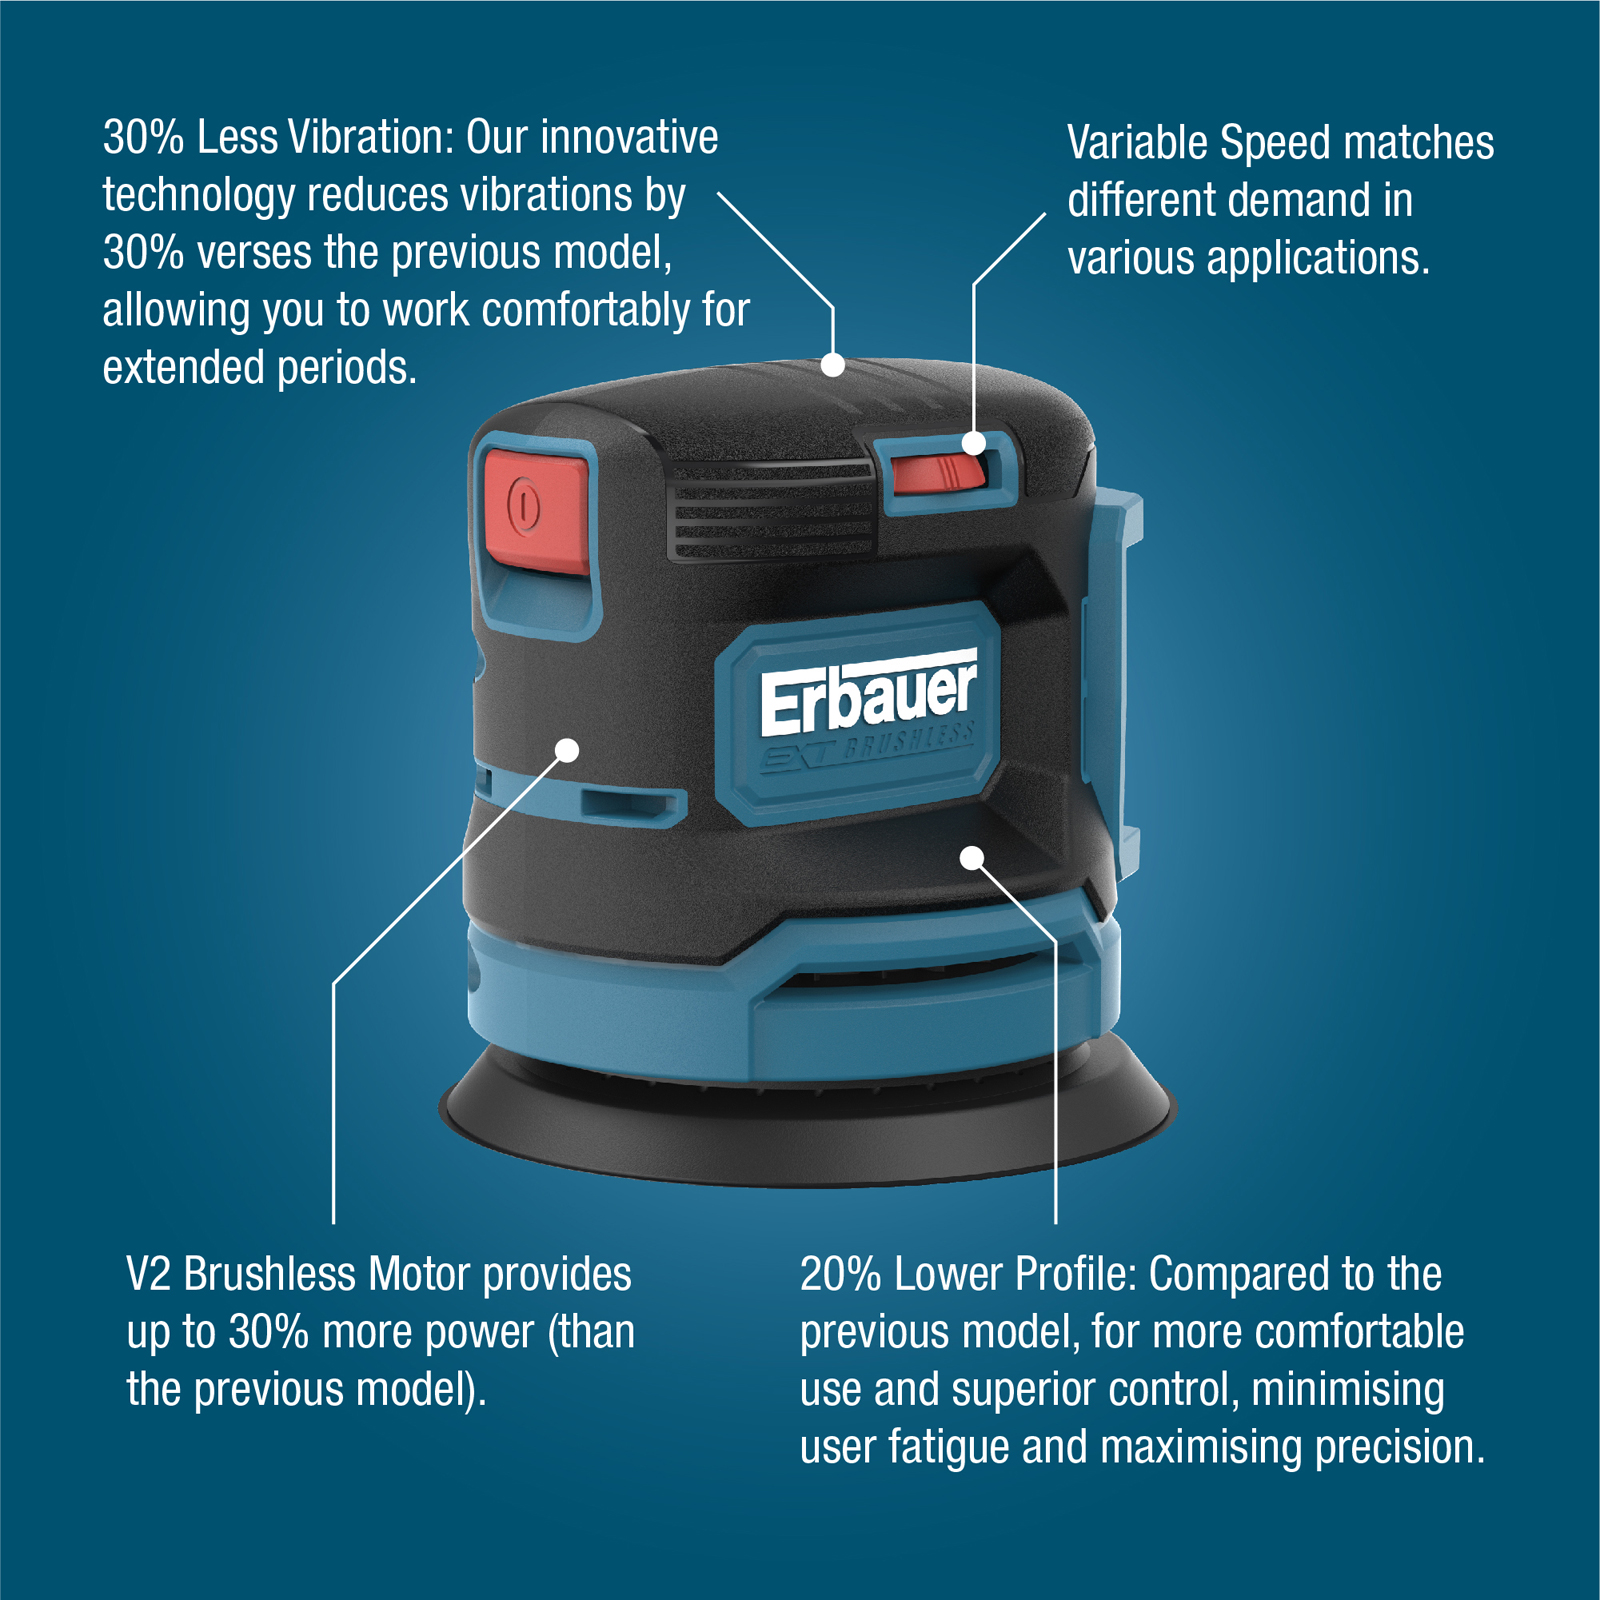 30% Less Vibration: Our innovative
technology reduces vibrations by
30% verses the previous model,
allowing you to work comfortably for
extended periods.
Variable Speed matches
different demand in
various applications.
Erbauer
EXT BRUSHLESS
V2 Brushless Motor provides
up to 30% more power (than
the previous model).
20% Lower Profile: Compared to the
previous model, for more comfortable
use and superior control, minimising
user fatigue and maximising precision.